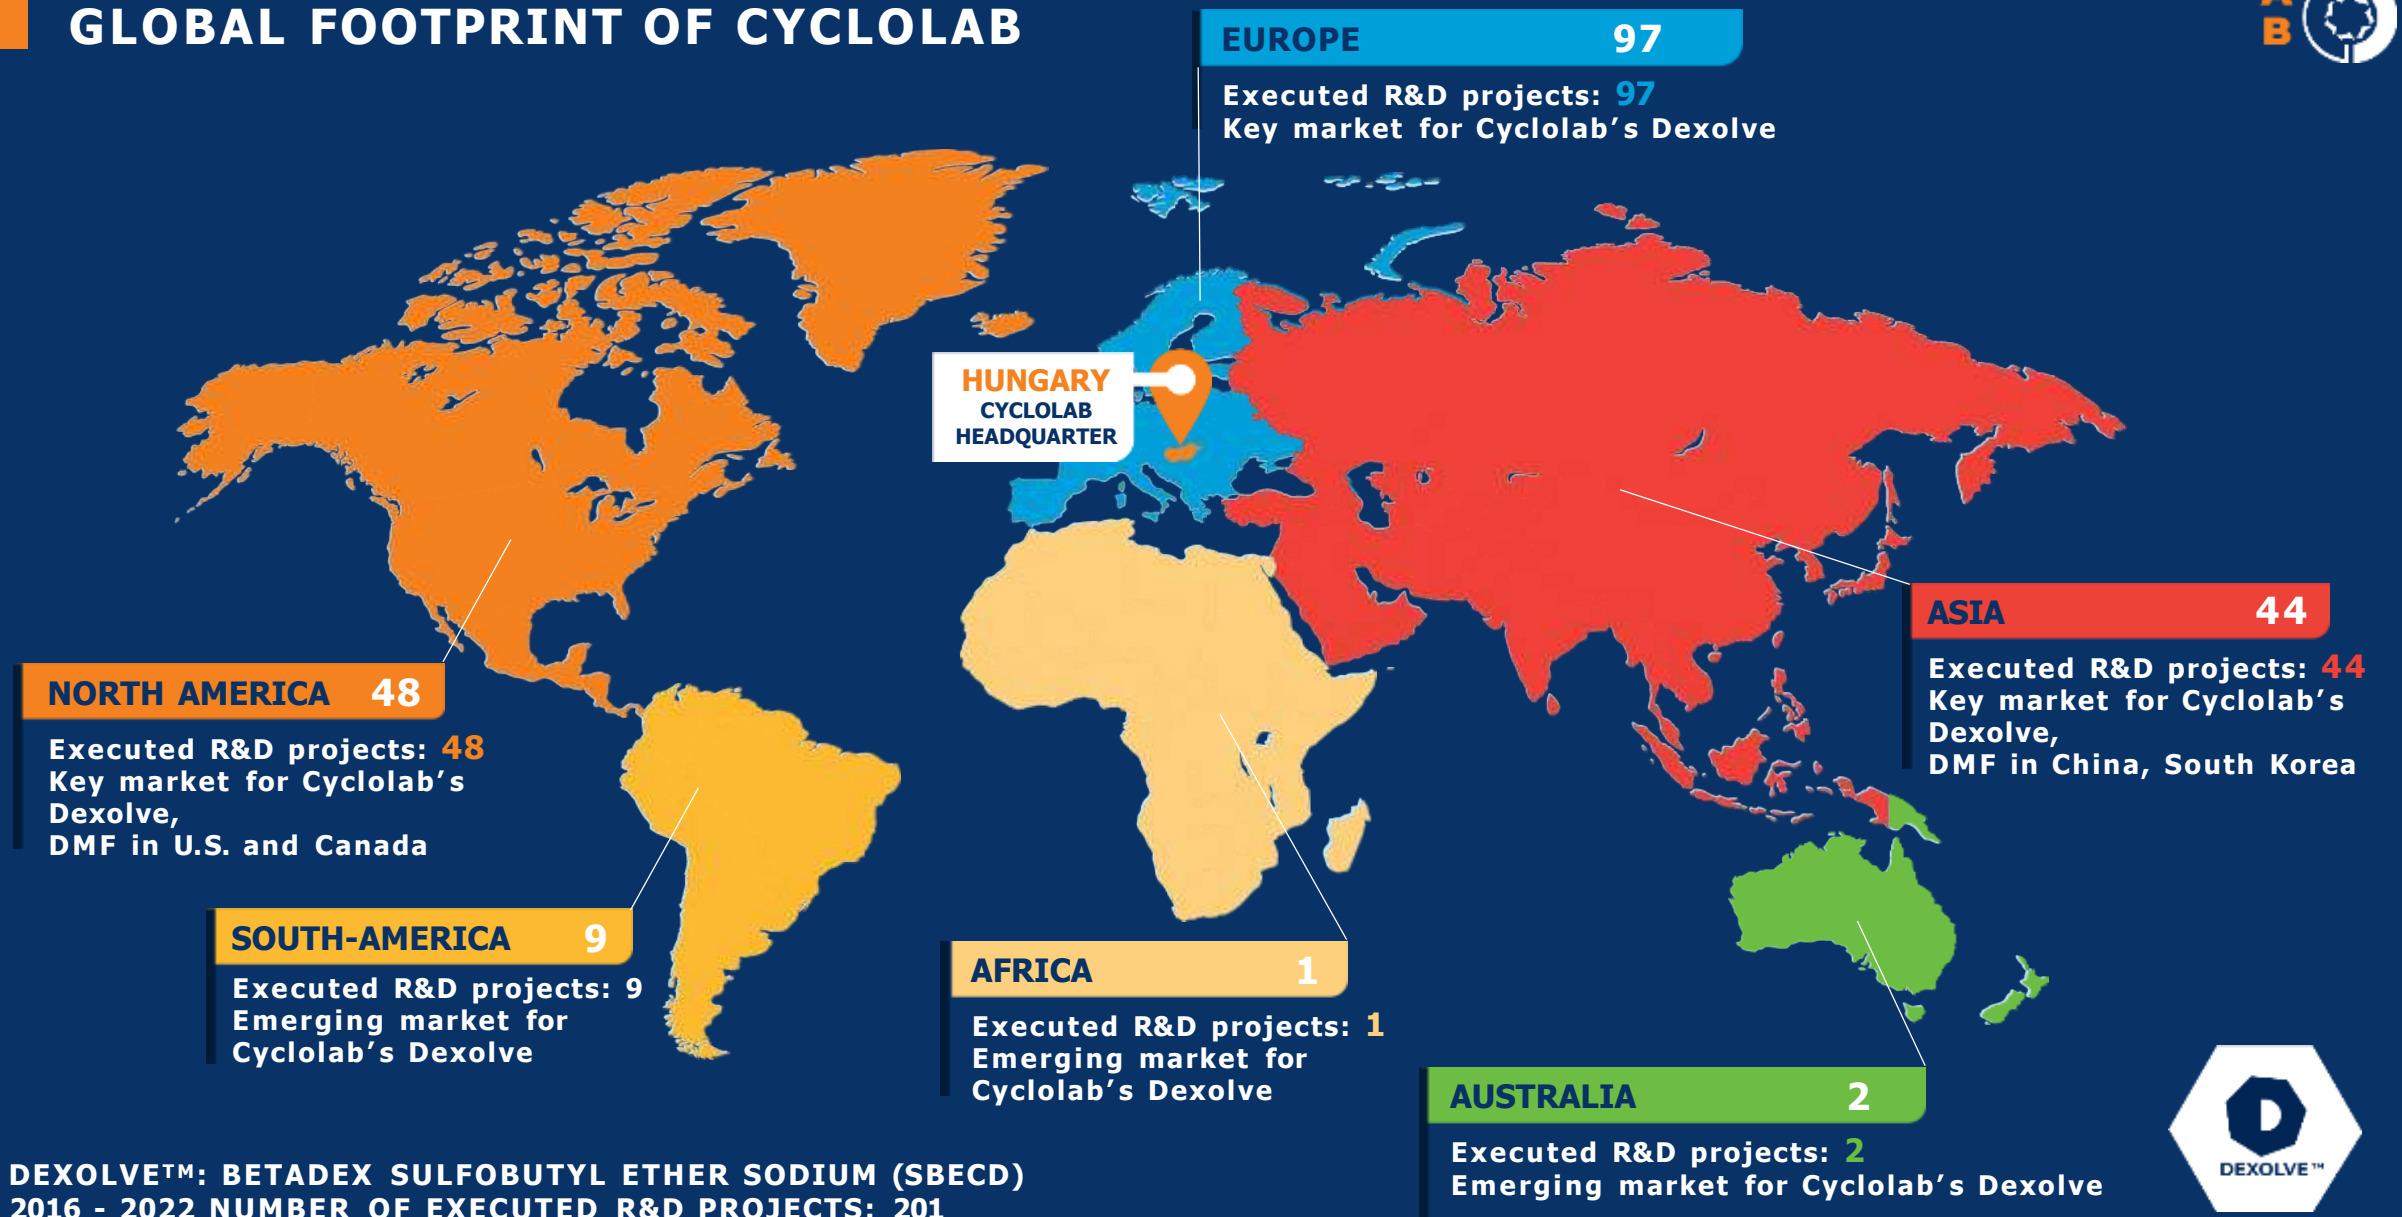 GLOBAL FOOTPRINT OF CYCLOLAB
A
B
EUROPE 97
Executed R&D projects: 97
Key market for Cyclolab's Dexolve
HUNGARY
CYCLOLAB
HEADQUARTER
ASIA 44
Executed R&D projects: 44
Key market for Cyclolab's
Dexolve,
DMF in China, South Korea
NORTH AMERICA 48
Executed R&D projects: 48
Key market for Cyclolab's
Dexolve,
DMF in U.S. and Canada
SOUTH-AMERICA 9
Executed R&D projects: 9
Emerging market for
Cyclolab's Dexolve
AFRICA 1
Executed R&D projects: 1
Emerging market for
Cyclolab's Dexolve
AUSTRALIA 2
Executed R&D projects: 2
Emerging market for Cyclolab's Dexolve
D
DEXOLVE™
DEXOLVE™: BETADEX SULFOBUTYL ETHER SODIUM (SBECD)
2016 - 2022 NUMBER OF EXECUTED R&D PROJECTS: 201